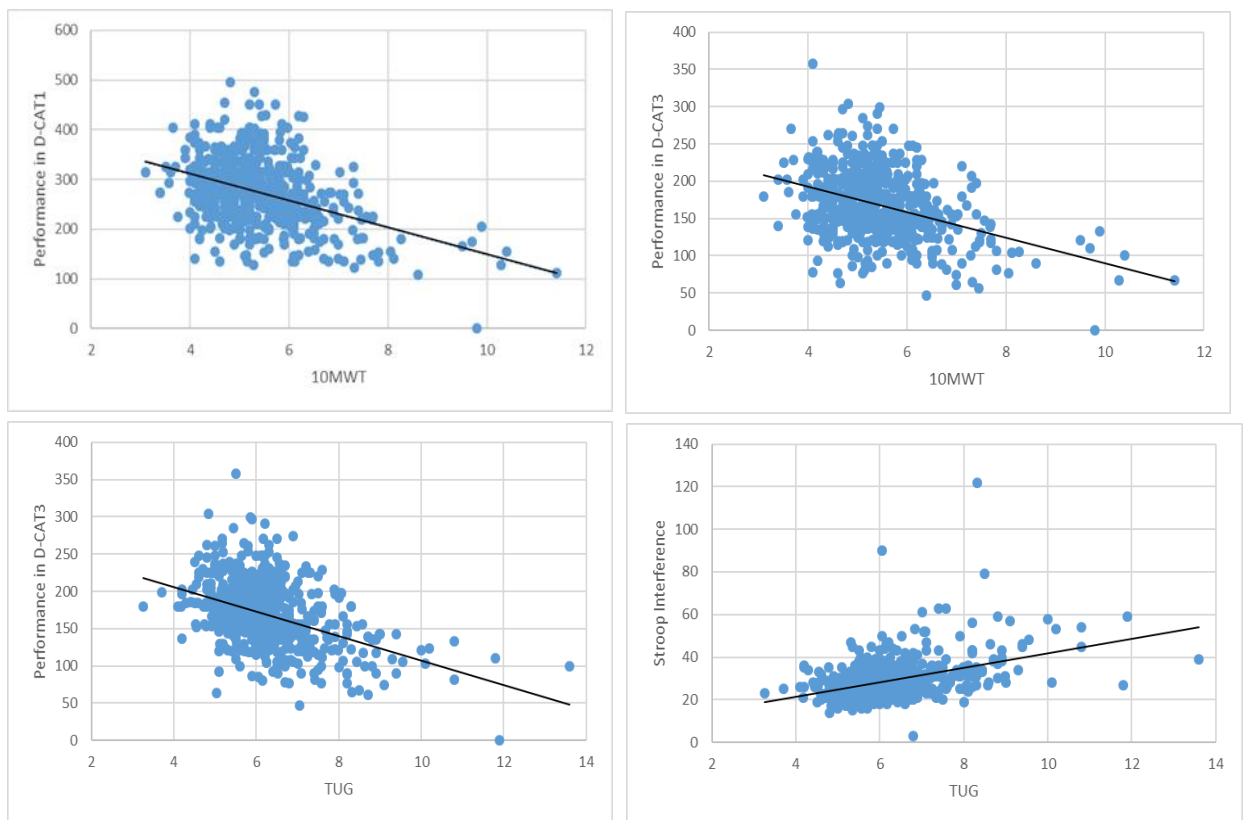 600
500
400
300
200
100
0
Performance in D-CAT1
2 4 6 8 10 12
10MWT
400
350
300
250
200
150
100
50
0
Performance in D-CAT3
2 4 6 8 10 12
10MWT
400
350
300
250
200
150
100
50
0
Performance in D-CAT3
2 4 6 8 10 12 14
TUG
140
120
100
80
60
40
20
0
Stroop Interference
2 4 6 8 10 12 14
TUG